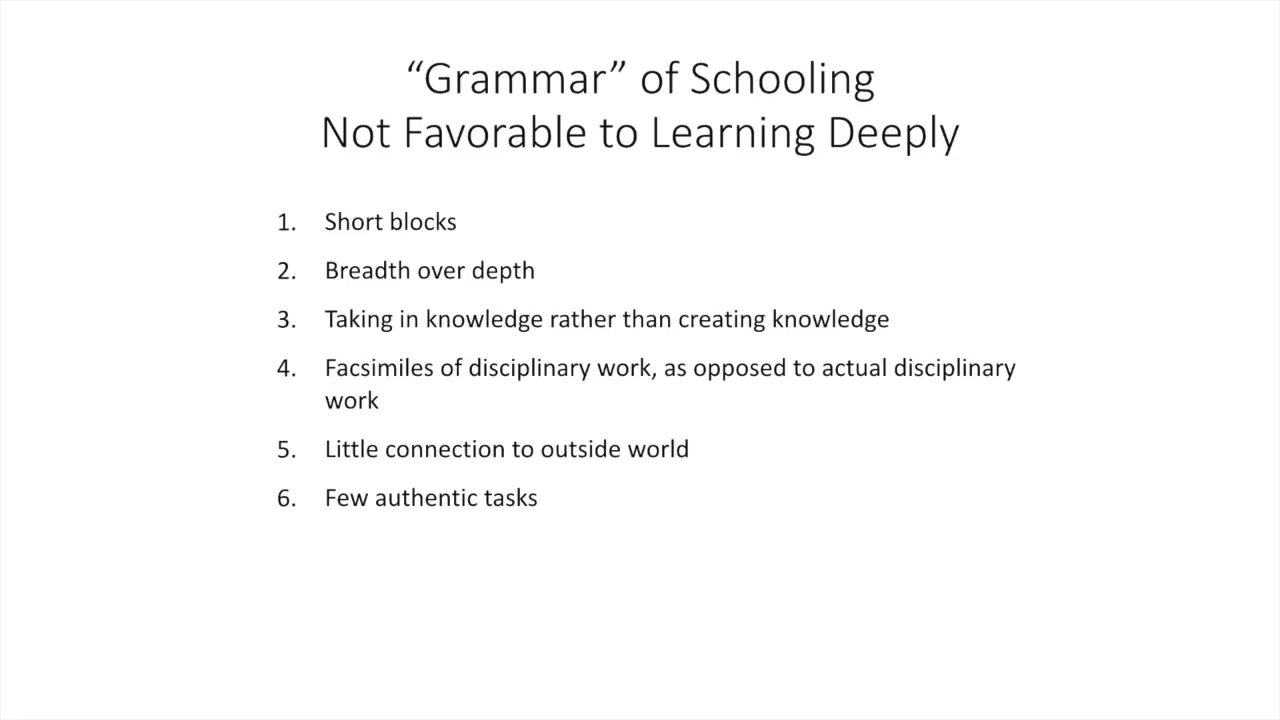 “Grammar” of Schooling
Not Favorable to Learning Deeply
1. Short blocks
2. Breadth over depth
3. Taking in knowledge rather than creating knowledge
4. Facsimiles of disciplinary work, as opposed to actual disciplinary
work
5. Little connection to outside world
6. Few authentic tasks